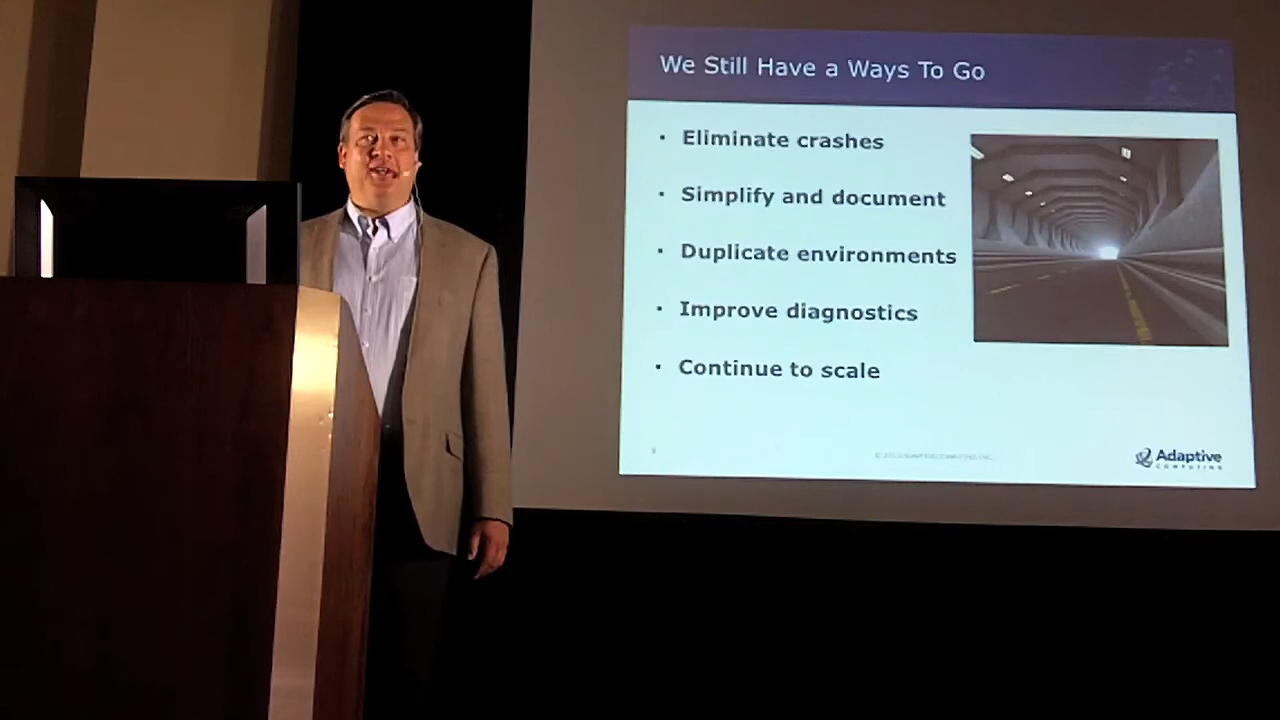 We Still Have a Ways To Go
· Eliminate crashes
· Simplify and document
· Duplicate environments
· Improve diagnostics
· Continue to scale
Adaptive
COMPUTING